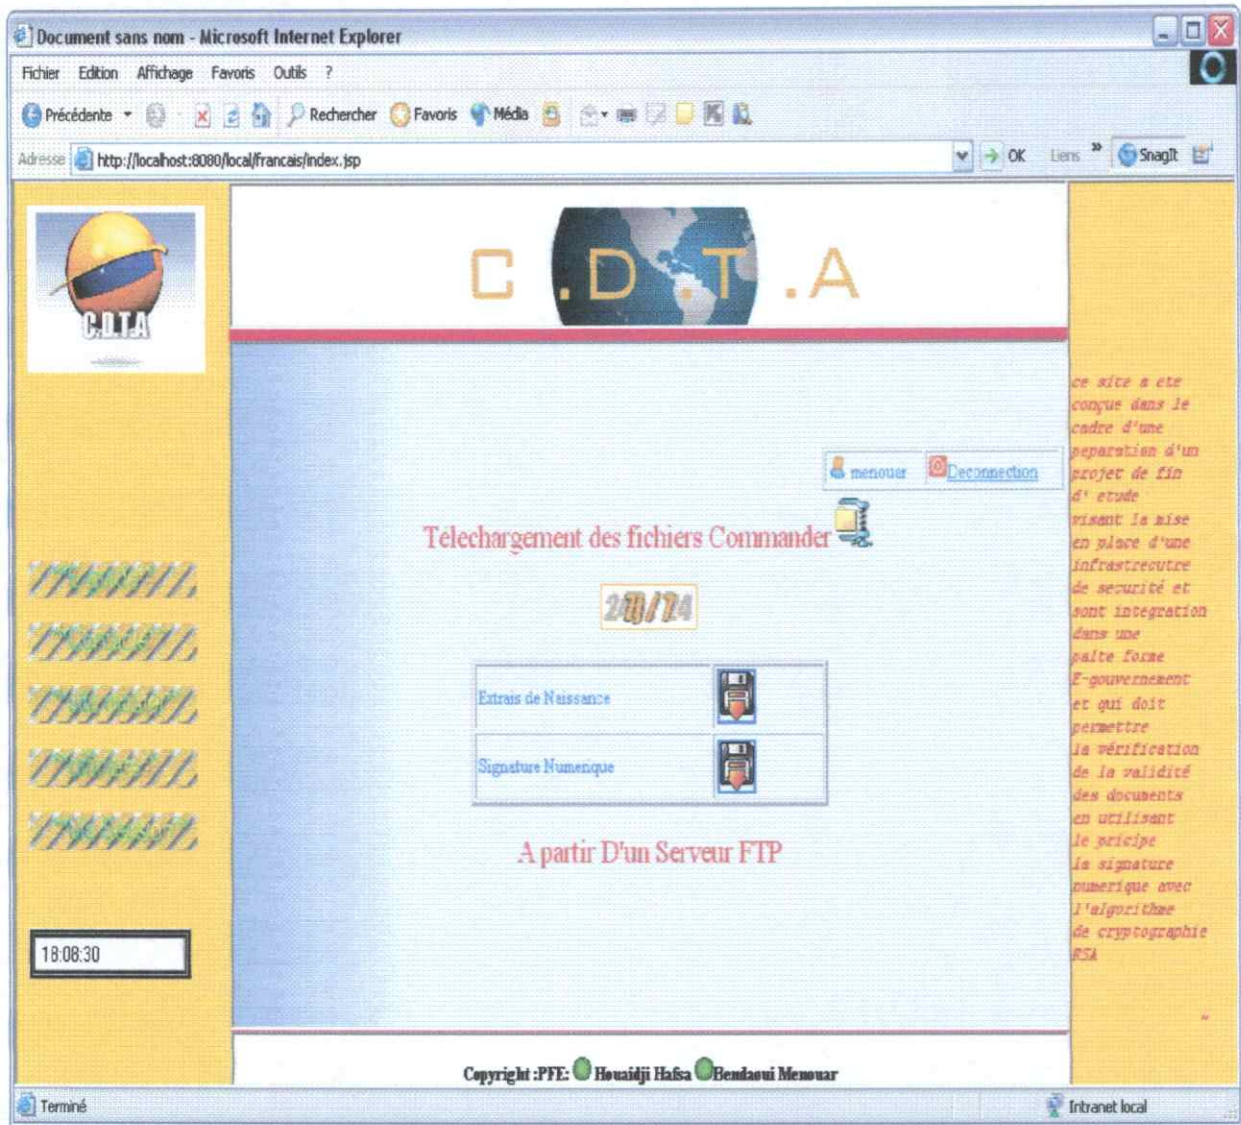 Document sans nom - Microsoft Internet Explorer
Fichier Edition Affichage Favoris Outils ?
Précédente Rechercher Favoris Média
Adresse http://localhost:8080/local/francais/index.jsp OK Liens » SnagIt
C.D.T.A
C .D .T .A
menouar Deconnection
Télechargement des fichiers Commander
Extrais de Naissance
Signature Numerique
A partir D'un Serveur FTP
18:08:30
ce site a ete
conçue dans le
cadre d'une
peparation d'un
projet de fin
d' etude
visant la mise
en place d'une
infrastrecutre
de securité et
sont integration
dans une
palte forme
E-gouvernement
et qui doit
permettre
la vérification
de la validité
des documents
en utilisant
le pricipe
la signature
numerique avec
l'algorithme
de cryptographie
RSA
Copyright :PFE: Houaidji Hafsa Bendaoui Menouar
Terminé Intranet local